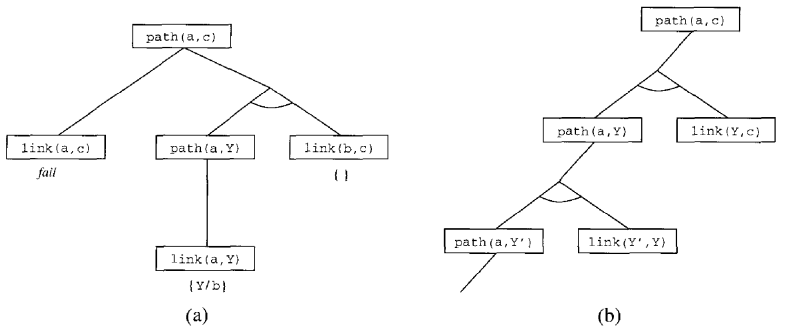 path(a,c)
link(a,c)
fail
path(a,Y)
link(b,c)
{ }
link(a,Y)
{Y/b}
(a)
path(a,c)
path(a,Y)
link(Y,c)
path(a,Y')
link(Y',Y)
(b)